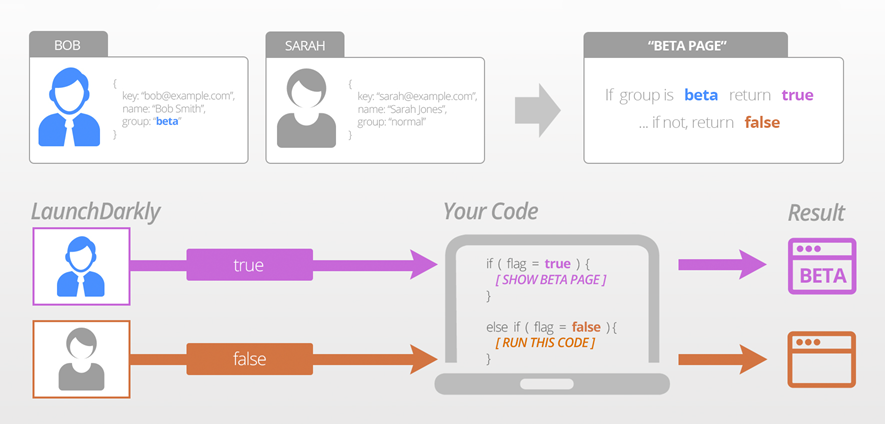 BOB
{
key: “bob@example.com”,
name: “Bob Smith”,
group: “beta”
}
SARAH
{
key: “sarah@example.com”,
name: “Sarah Jones”,
group: “normal”
}
“BETA PAGE”
If group is beta return true
... if not, return false
LaunchDarkly
Your Code
Result
true
if ( flag = true ) {
[ SHOW BETA PAGE ]
}
BETA
false
else if ( flag = false ) {
[ RUN THIS CODE ]
}